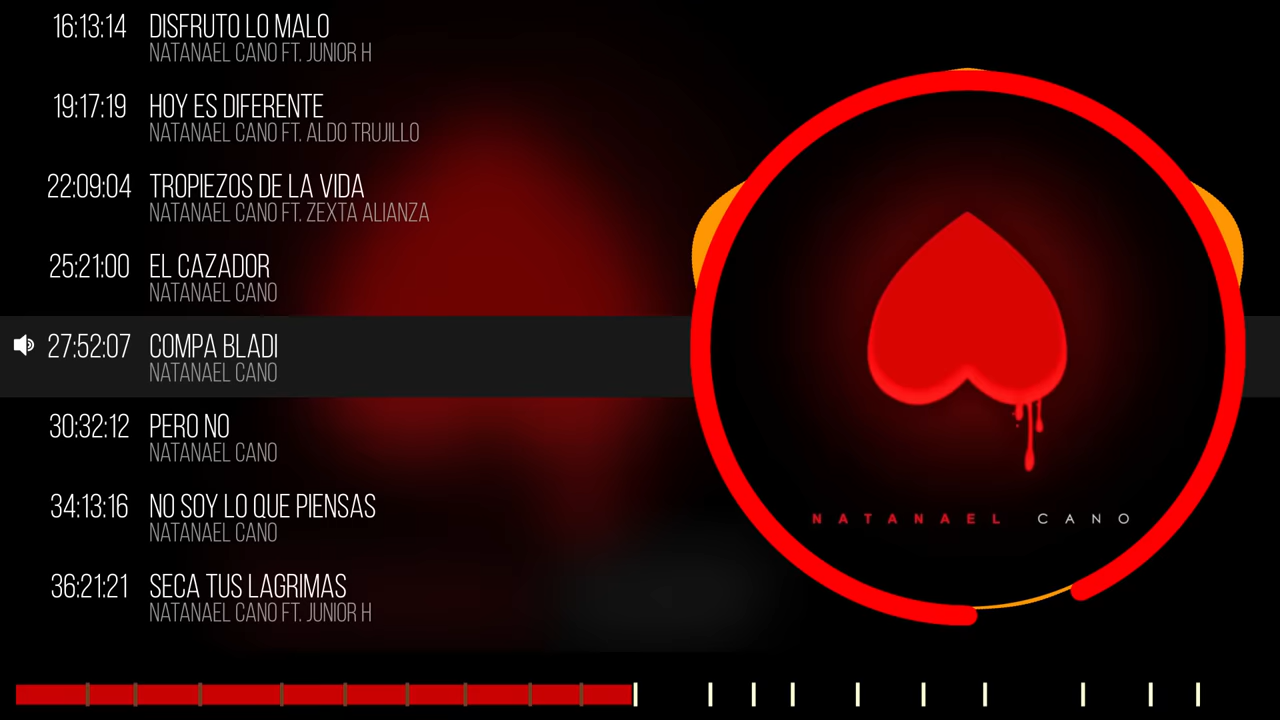 16:13:14 DISFRUTO LO MALO
NATANAEL CANO FT. JUNIOR H
19:17:19 HOY ES DIFERENTE
NATANAEL CANO FT. ALDO TRUJILLO
22:09:04 TROPIEZOS DE LA VIDA
NATANAEL CANO FT. ZEXTA ALIANZA
25:21:00 EL CAZADOR
NATANAEL CANO
27:52:07 COMPA BLADI
NATANAEL CANO
30:32:12 PERO NO
NATANAEL CANO
34:13:16 NO SOY LO QUE PIENSAS
NATANAEL CANO
36:21:21 SECA TUS LAGRIMAS
NATANAEL CANO FT. JUNIOR H
NATANAEL CANO